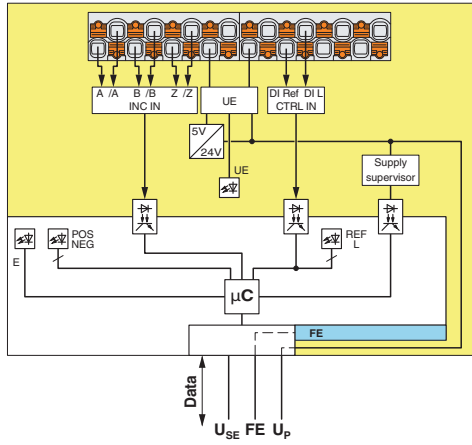 A /A B /B Z /Z
INC IN
UE
DI Ref DI L
CTRL IN
5V
24V
UE
Supply
supervisor
E
POS
NEG
REF
L
µC
FE
Data
USE FE UP